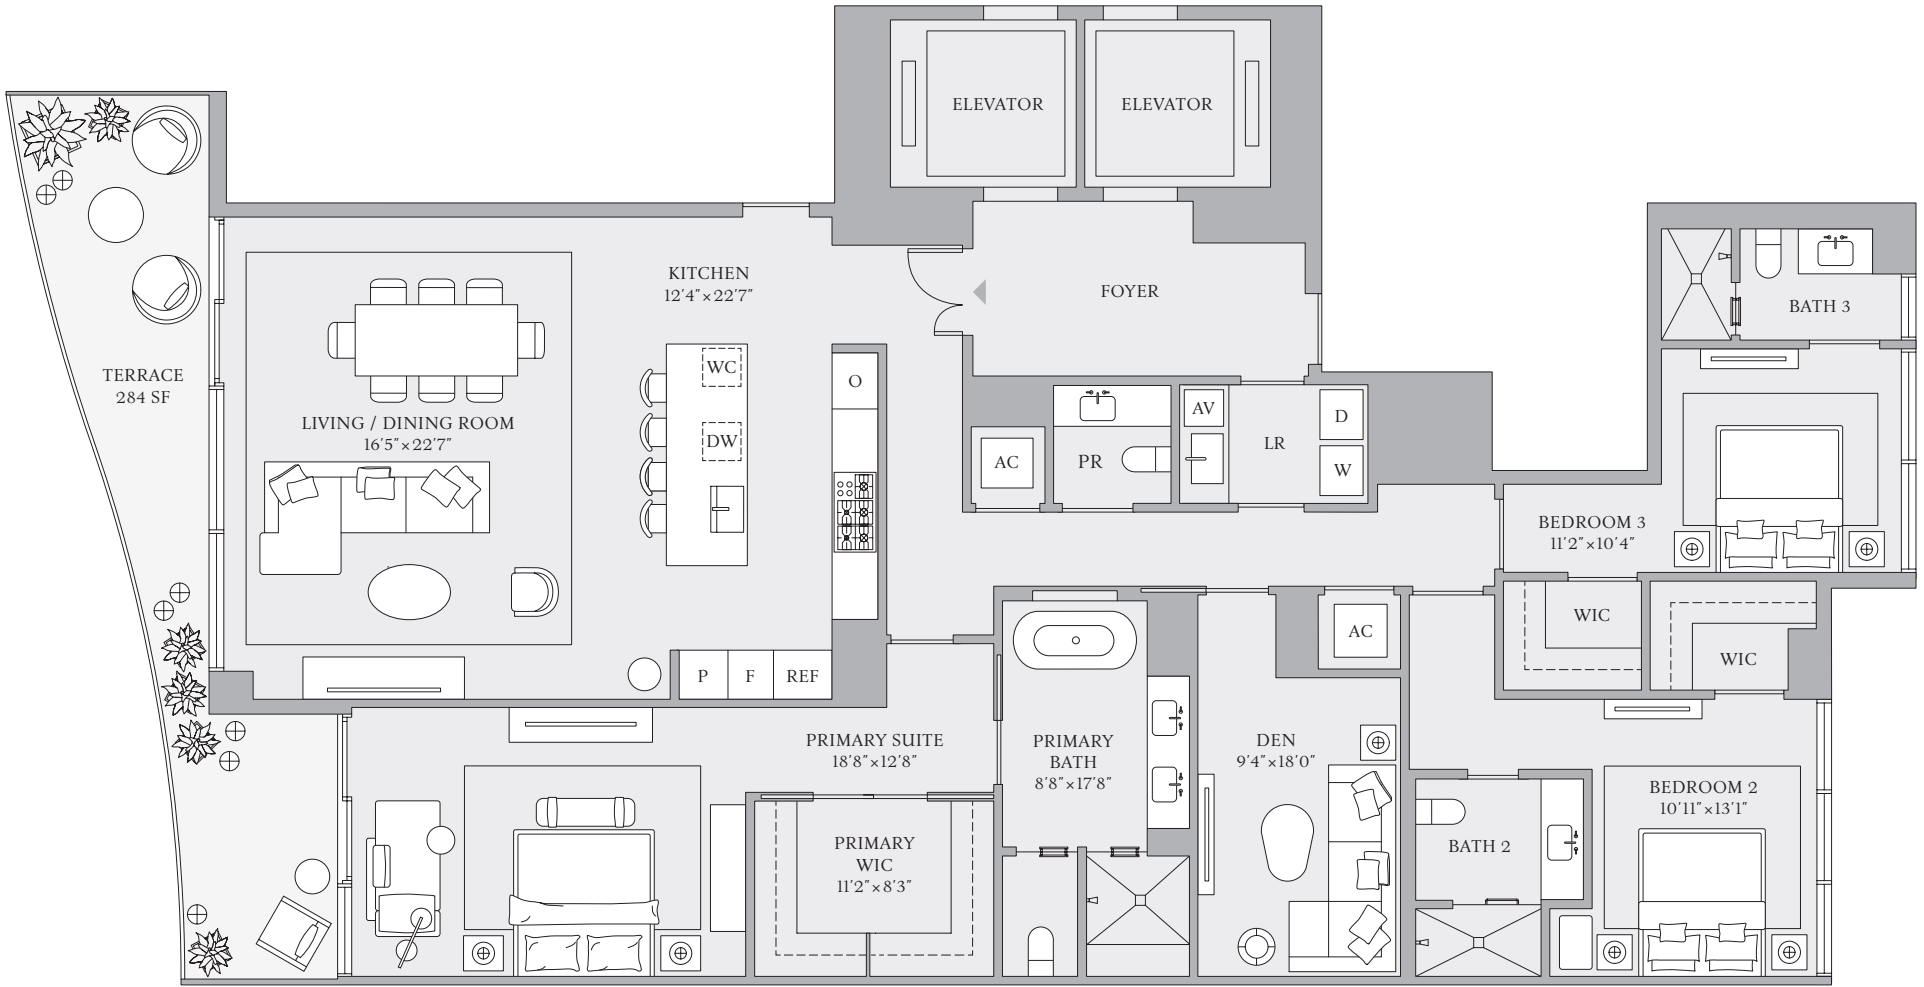 ELEVATOR
ELEVATOR
KITCHEN
12'4"×22'7"
FOYER
BATH 3
TERRACE
284 SF
WC
O
AV
D
LIVING / DINING ROOM
16'5"×22'7"
DW
LR
AC
PR
W
BEDROOM 3
11'2"×10'4"
WIC
AC
WIC
P
F
REF
PRIMARY SUITE
18'8"×12'8"
PRIMARY
BATH
8'8"×17'8"
DEN
9'4"×18'0"
BEDROOM 2
10'11"×13'1"
PRIMARY
WIC
11'2"×8'3"
BATH 2